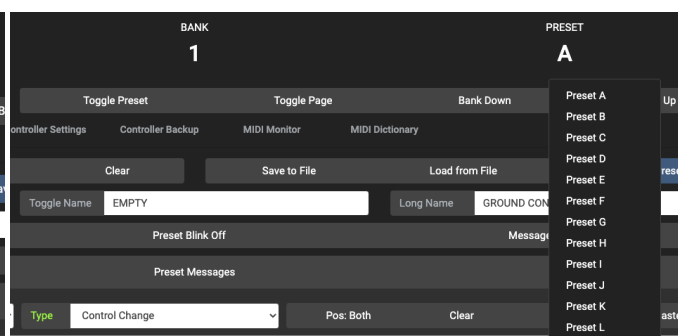 BANK PRESET
1 A
Toggle Preset Toggle Page Bank Down Up
Controller Settings Controller Backup MIDI Monitor MIDI Dictionary
Clear Save to File Load from File
Toggle Name EMPTY Long Name GROUND CON
Preset Blink Off Message
Preset Messages
Type Control Change Pos: Both Clear
Preset A
Preset B
Preset C
Preset D
Preset E
Preset F
Preset G
Preset H
Preset I
Preset J
Preset K
Preset L